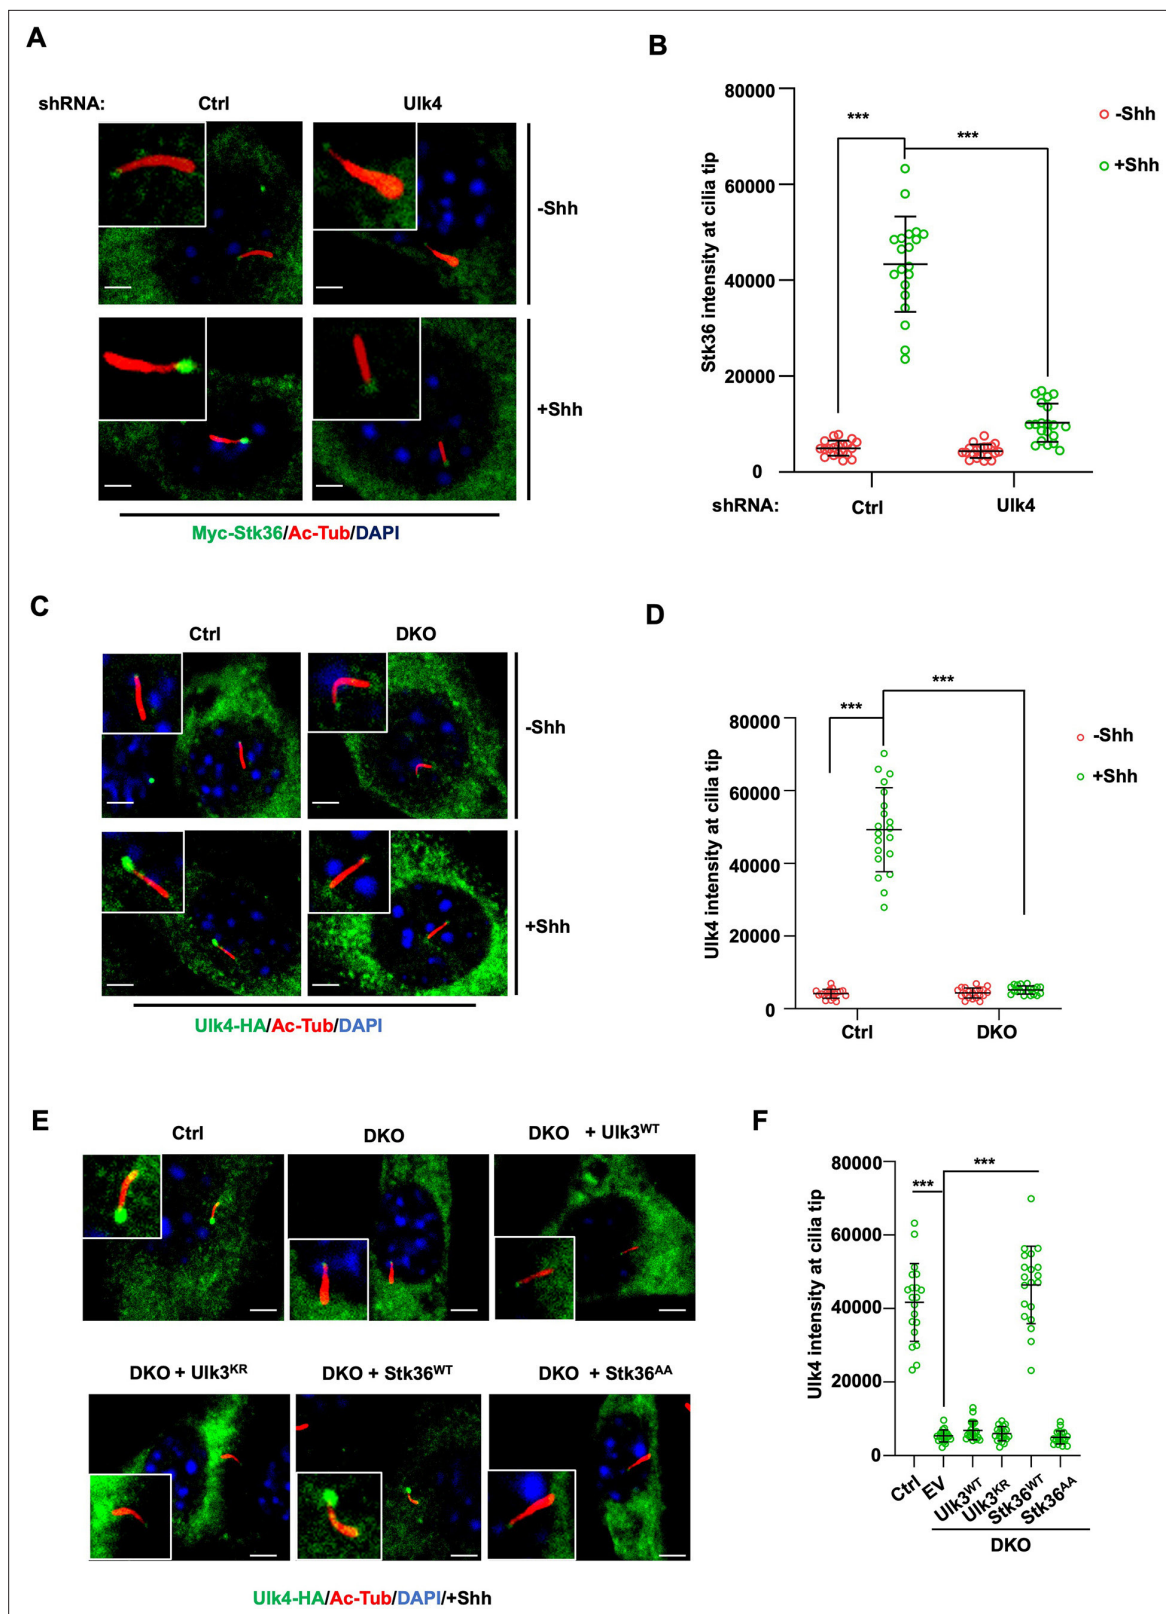 A
shRNA:
Ctrl
Ulk4
-Shh
+Shh
Myc-Stk36/Ac-Tub/DAPI
B
Stk36 intensity at cilia tip
80000
60000
40000
20000
0
***
***
-Shh
+Shh
shRNA:
Ctrl
Ulk4
C
Ctrl
DKO
-Shh
+Shh
Ulk4-HA/Ac-Tub/DAPI
D
Ulk4 intensity at cilia tip
80000
60000
40000
20000
0
***
***
-Shh
+Shh
Ctrl
DKO
E
Ctrl
DKO
DKO + Ulk3WT
DKO + Ulk3KR
DKO + Stk36WT
DKO + Stk36AA
Ulk4-HA/Ac-Tub/DAPI/+Shh
F
Ulk4 intensity at cilia tip
80000
60000
40000
20000
0
***
***
Ctrl
EV
Ulk3WT
Ulk3KR
Stk36WT
Stk36AA
DKO